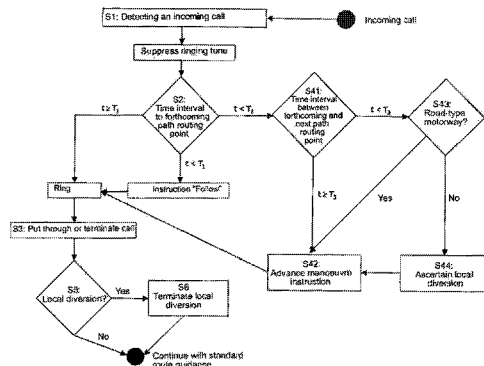 S1: Detecting an incoming call
Incoming call
Suppress ringing tone
S2:
Time interval
to forthcoming
path routing
point
S41:
Time interval
between
forthcoming and
next path
routing
point
S43:
Road-type
motorway?
t < T₃
t < T₁
Ring
Instruction "Follow"
t ≥ T₃
Yes
No
S3: Put through or terminate call
S42:
Advance manoeuvre
instruction
S44:
Ascertain local
diversion
S5:
Local diversion?
Yes
S6
Terminate local
diversion
No
Continue with standard
route guidance